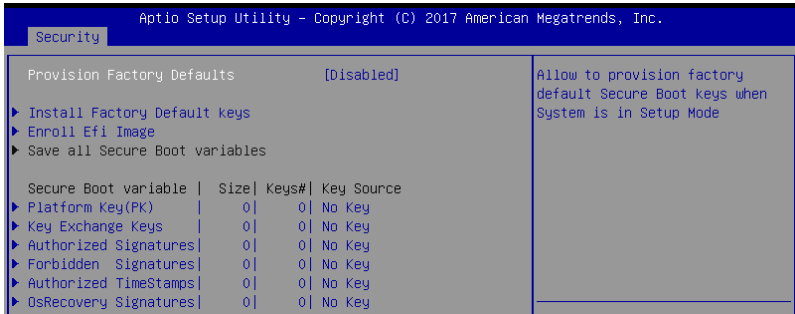 Aptio Setup Utility – Copyright (C) 2017 American Megatrends, Inc.
Security
Provision Factory Defaults [Disabled]
Install Factory Default keys
Enroll Efi Image
Save all Secure Boot variables
Secure Boot variable | Size| Keys#| Key Source
Platform Key(PK) | 0| 0| No Key
Key Exchange Keys | 0| 0| No Key
Authorized Signatures| 0| 0| No Key
Forbidden Signatures| 0| 0| No Key
Authorized TimeStamps| 0| 0| No Key
OsRecovery Signatures| 0| 0| No Key
Allow to provision factory
default Secure Boot keys when
System is in Setup Mode